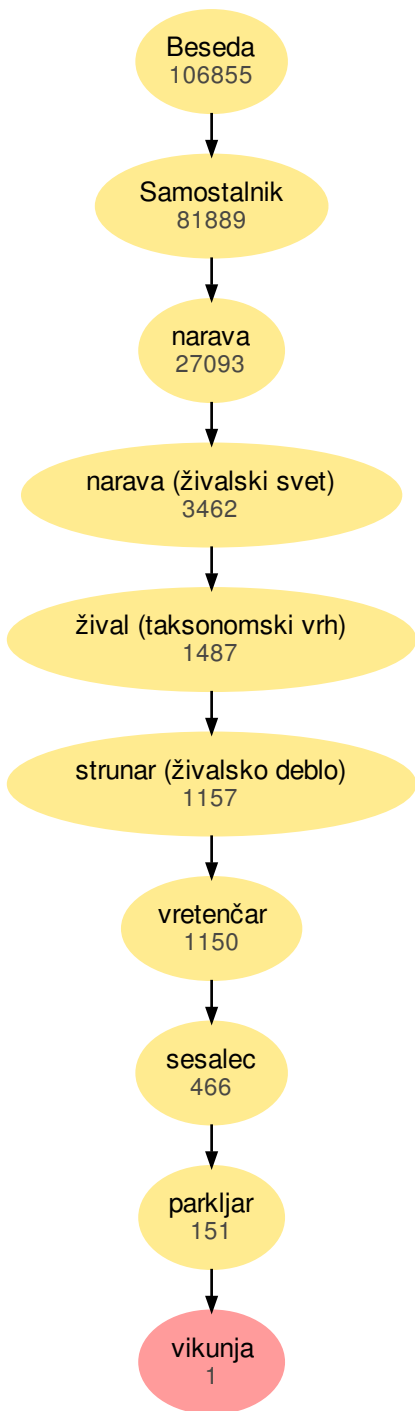 Beseda
106855
Samostalnik
81889
narava
27093
narava (živalski svet)
3462
žival (taksonomski vrh)
1487
strunar (živalsko deblo)
1157
vretenčar
1150
sesalec
466
parkljar
151
vikunja
1